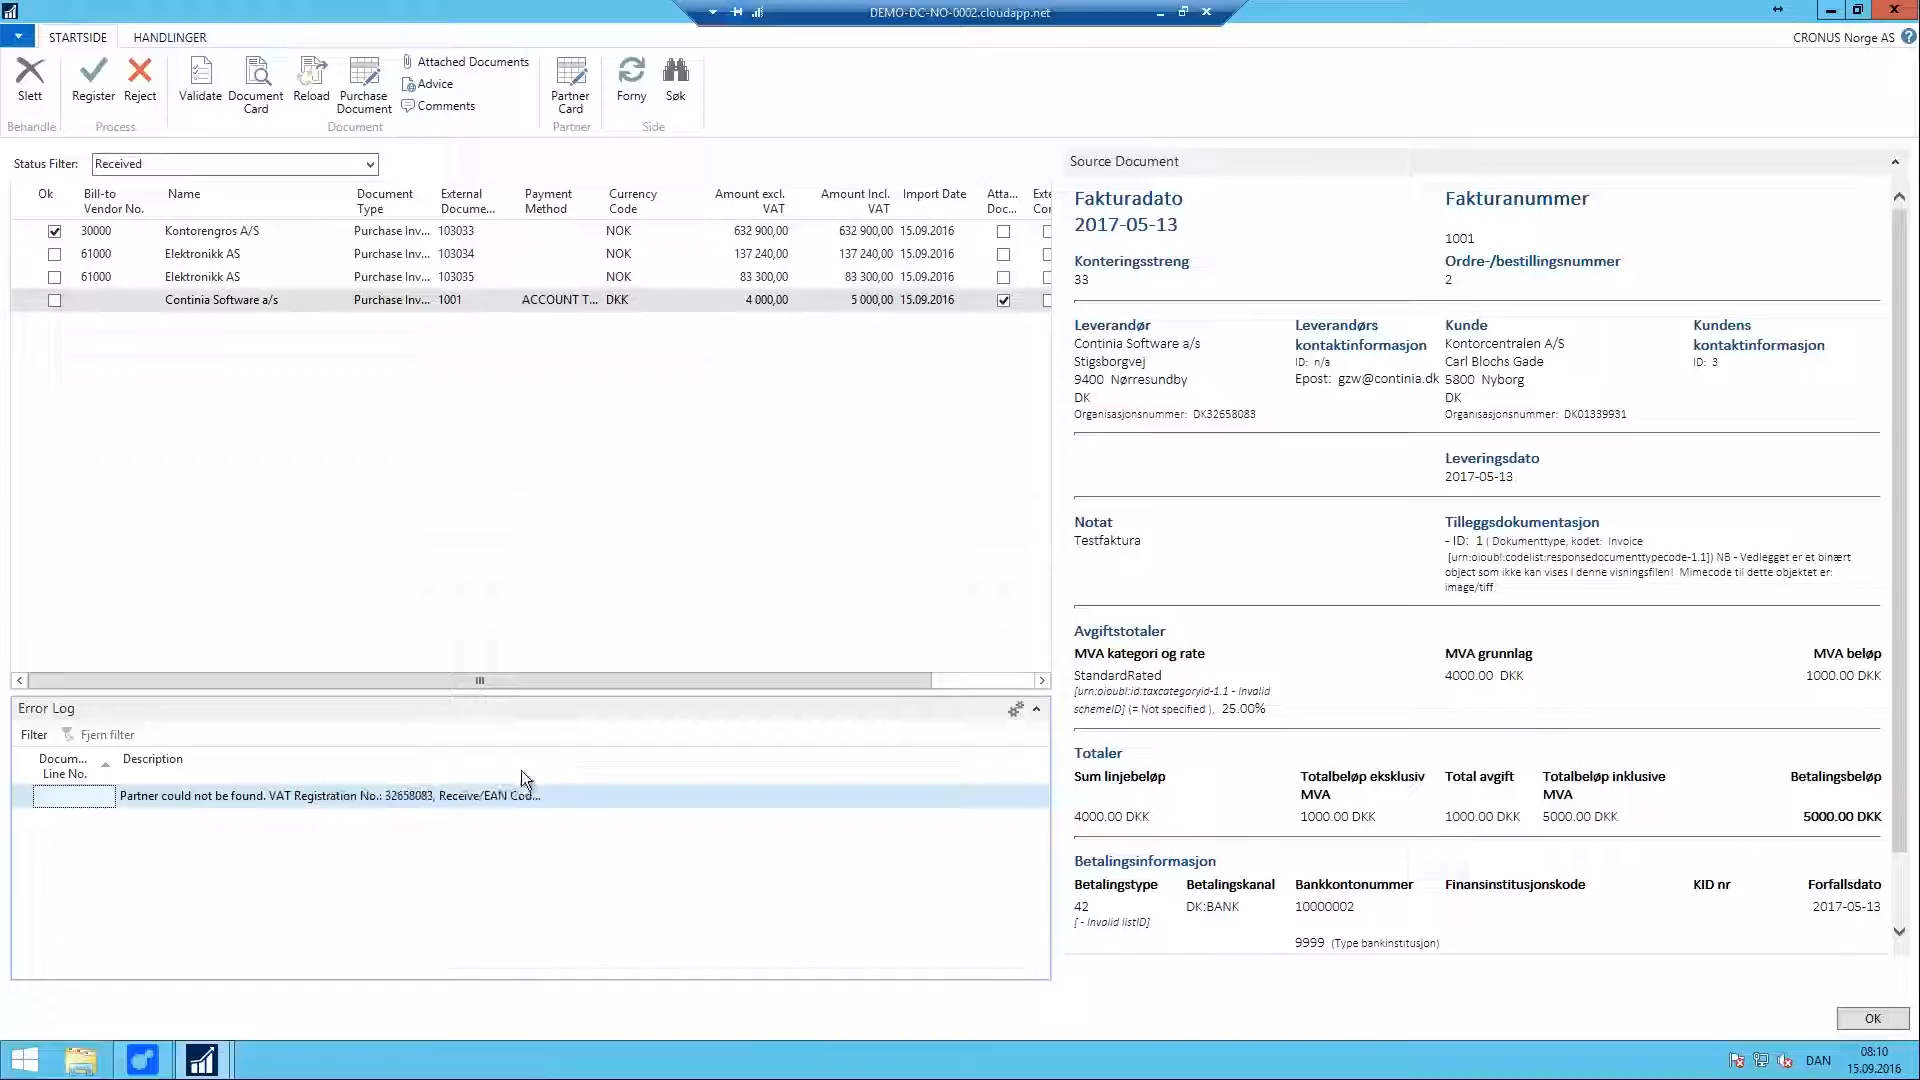 DEMO-DC-NO-0002.cloudapp.net
STARTSIDE HANDLINGER
CRONUS Norge AS
Slett
Register
Reject
Validate
Document Card
Reload
Purchase Document
Attached Documents
Advice
Comments
Partner Card
Forny
Søk
Behandle
Process
Document
Partner
Side
Status Filter: Received
Ok
Bill-to Vendor No.
Name
Document Type
External Docume...
Payment Method
Currency Code
Amount excl. VAT
Amount Incl. VAT
Import Date
Atta... Doc...
Exte Cor
30000 Kontorengros A/S Purchase Inv... 103033 NOK 632 900,00 632 900,00 15.09.2016
61000 Elektronikk AS Purchase Inv... 103034 NOK 137 240,00 137 240,00 15.09.2016
61000 Elektronikk AS Purchase Inv... 103035 NOK 83 300,00 83 300,00 15.09.2016
Continia Software a/s Purchase Inv... 1001 ACCOUNT T... DKK 4 000,00 5 000,00 15.09.2016
Error Log
Filter Fjern filter
Docum... Line No.
Description
Partner could not be found. VAT Registration No.: 32658083, Receive/EAN Cod...
Source Document
Fakturadato
2017-05-13
Fakturanummer
1001
Konteringsstreng
33
Ordre-/bestillingsnummer
2
Leverandør
Continia Software a/s
Stigsborgvej
9400 Nørresundby
DK
Organisasjonsnummer: DK32658083
Leverandørs
kontaktinformasjon
ID: n/a
Epost: gzw@continia.dk
Kunde
Kontorcentralen A/S
Carl Blochs Gade
5800 Nyborg
DK
Organisasjonsnummer: DK01339931
Kundens
kontaktinformasjon
ID: 3
Leveringsdato
2017-05-13
Notat
Testfaktura
Tilleggsdokumentasjon
- ID: 1 ( Dokumenttype, kodet: Invoice
[urn:oioubl:codelist:responsedocumenttypecode-1.1]) NB - Vedlegget er et binært
object som ikke kan vises i denne visningsfilen! Mimecode til dette objektet er:
image/tiff
Avgiftstotaler
MVA kategori og rate MVA grunnlag MVA beløp
StandardRated 4000.00 DKK 1000.00 DKK
[urn:oioubl:id:taxcategoryid-1.1 - Invalid
schemeID] (= Not specified ), 25.00%
Totaler
Sum linjebeløp
Totalbeløp eksklusiv MVA
Total avgift
Totalbeløp inklusive MVA
Betalingsbeløp
4000.00 DKK 1000.00 DKK 1000.00 DKK 5000.00 DKK 5000.00 DKK
Betalingsinformasjon
Betalingstype Betalingskanal Bankkontonummer Finansinstitusjonskode KID nr Forfallsdato
42 DK:BANK 10000002 2017-05-13
[ - Invalid listID]
9999 (Type bankinstitusjon)
OK
DAN
08:10
15.09.2016